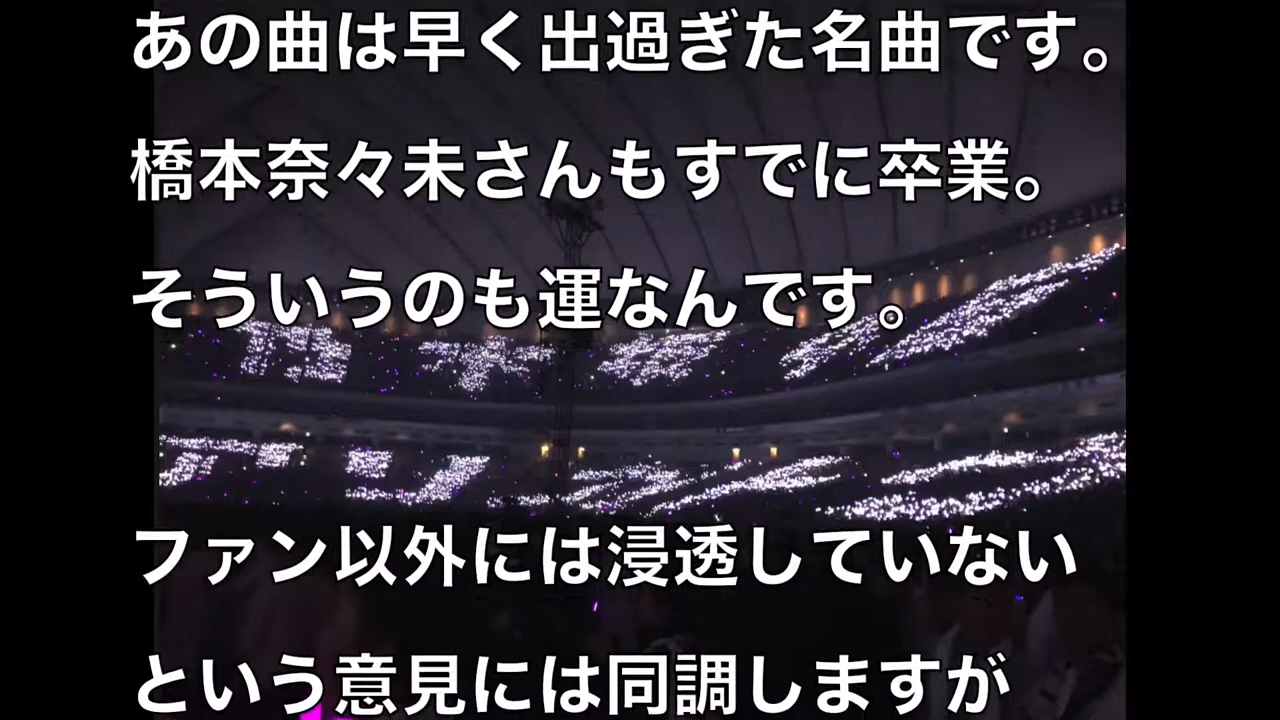 あの曲は早く出過ぎた名曲です。
橋本奈々未さんもすでに卒業。
そういうのも運なんです。
ファン以外には浸透していない
という意見には同調しますが